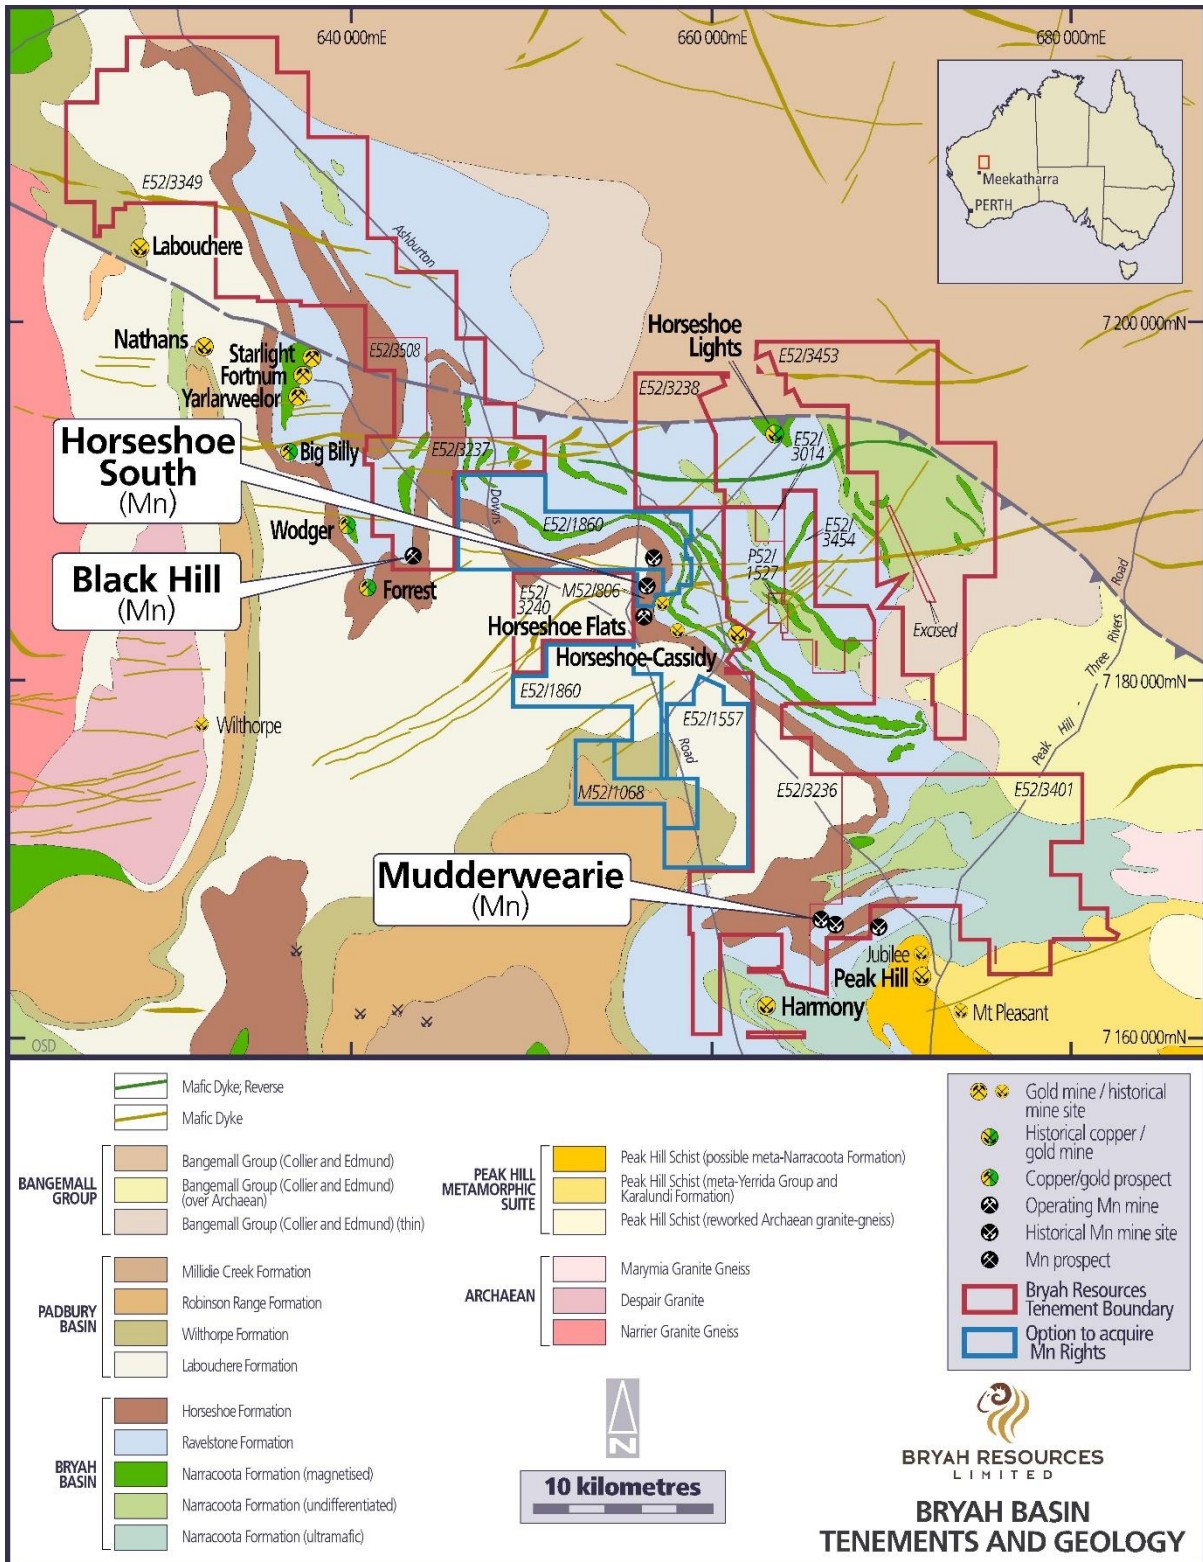 640 000mE
660 000mE
680 000mE
Meekatharra
PERTH
E52/3349
Ashburton
Labouchere
7 200 000mN
Horseshoe
Lights
E52/3453
Nathans
Starlight
Fortnum
Yarlarweelor
E52/3508
E52/3238
Horseshoe
South
(Mn)
Big Billy
E52/3237
E52/
3014
Downs
E52/1860
E52/
3454
Wodger
P52/
1527
Black Hill
(Mn)
Forrest
E52/
3240
M52/806
Horseshoe Flats
Excised
Horseshoe-Cassidy
Peak Hill - Three Rivers Road
7 180 000mN
E52/1860
E52/1557
Wilthorpe
Road
M52/1068
E52/3236
E52/3401
Mudderwearie
(Mn)
Jubilee
Peak Hill
Harmony
Mt Pleasant
7 160 000mN
OSD
Mafic Dyke; Reverse
Mafic Dyke
BANGEMALL
GROUP
Bangemall Group (Collier and Edmund)
Bangemall Group (Collier and Edmund)
(over Archaean)
Bangemall Group (Collier and Edmund) (thin)
PADBURY
BASIN
Millidie Creek Formation
Robinson Range Formation
Wilthorpe Formation
Labouchere Formation
BRYAH
BASIN
Horseshoe Formation
Ravelstone Formation
Narracoota Formation (magnetised)
Narracoota Formation (undifferentiated)
Narracoota Formation (ultramafic)
PEAK HILL
METAMORPHIC
SUITE
Peak Hill Schist (possible meta-Narracoota Formation)
Peak Hill Schist (meta-Yerrida Group and
Karalundi Formation)
Peak Hill Schist (reworked Archaean granite-gneiss)
ARCHAEAN
Marymia Granite Gneiss
Despair Granite
Narrier Granite Gneiss
N
10 kilometres
Gold mine / historical
mine site
Historical copper /
gold mine
Copper/gold prospect
Operating Mn mine
Historical Mn mine site
Mn prospect
Bryah Resources
Tenement Boundary
Option to acquire
Mn Rights
BRYAH RESOURCES
LIMITED
BRYAH BASIN
TENEMENTS AND GEOLOGY